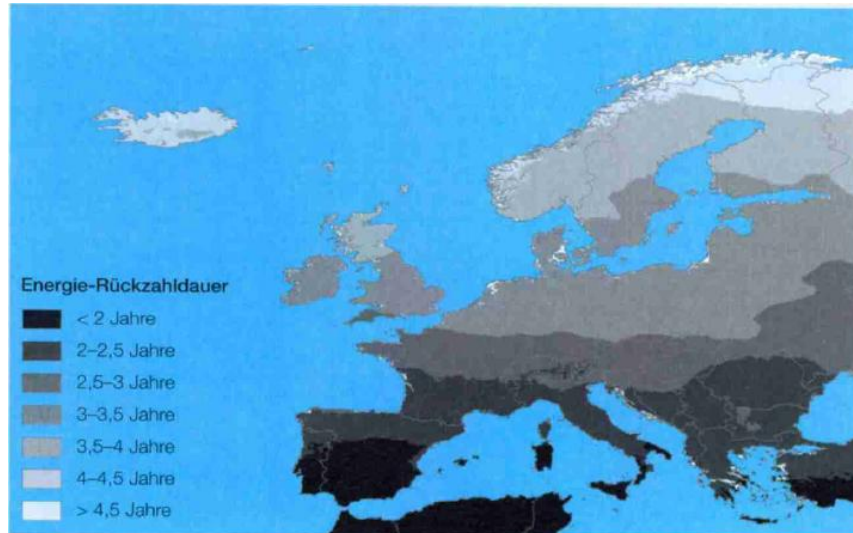 Energie-Rückzahldauer
< 2 Jahre
2–2,5 Jahre
2,5–3 Jahre
3–3,5 Jahre
3,5–4 Jahre
4–4,5 Jahre
> 4,5 Jahre